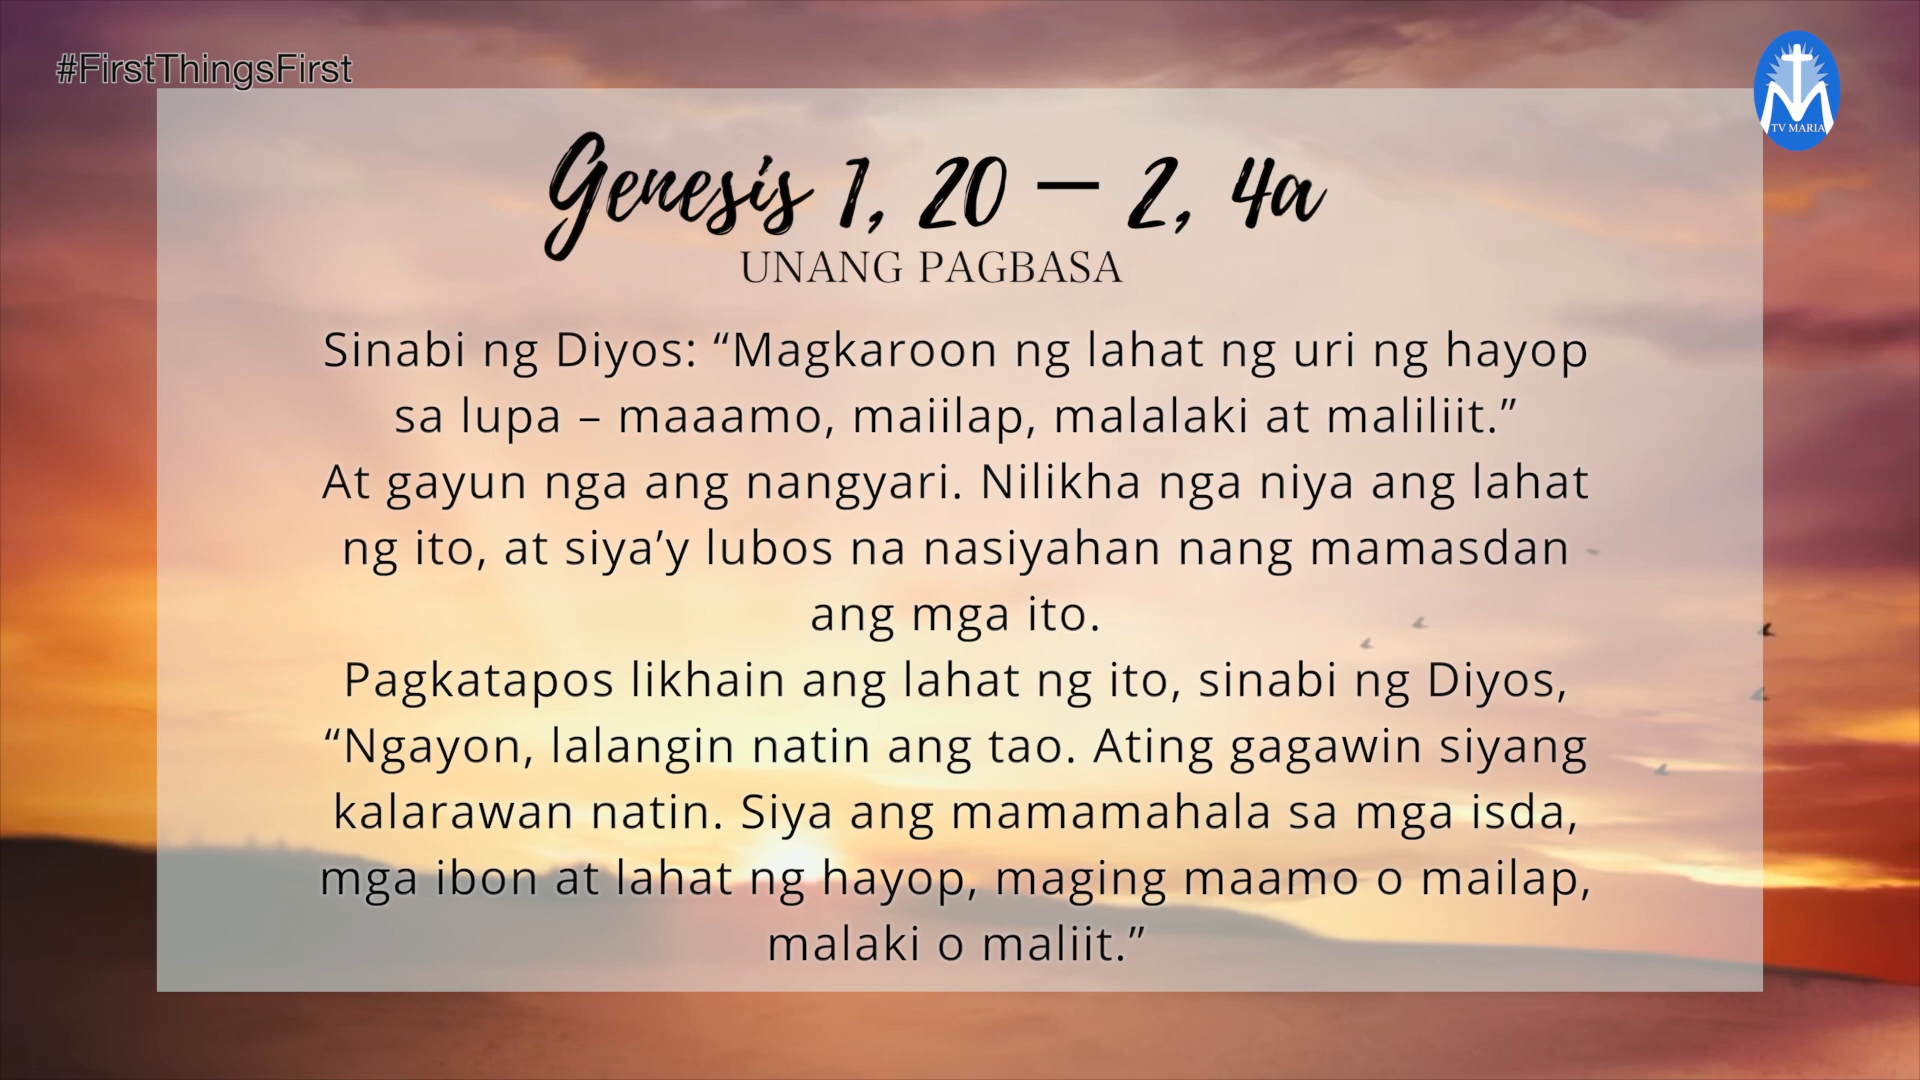 #FirstThingsFirst
TV MARIA
Genesis 1, 20 – 2, 4a
UNANG PAGBASA
Sinabi ng Diyos: “Magkaroon ng lahat ng uri ng hayop
sa lupa – maaamo, maiilap, malalaki at maliliit.”
At gayun nga ang nangyari. Nilikha nga niya ang lahat
ng ito, at siya’y lubos na nasiyahan nang mamasdan
ang mga ito.
Pagkatapos likhain ang lahat ng ito, sinabi ng Diyos,
“Ngayon, lalangin natin ang tao. Ating gagawin siyang
kalarawan natin. Siya ang mamamahala sa mga isda,
mga ibon at lahat ng hayop, maging maamo o mailap,
malaki o maliit.”